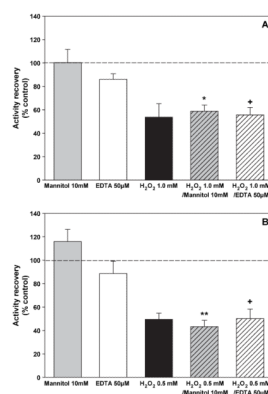 A
Activity recovery
(% control)
140
120
100
80
60
40
20
0
*
+
Mannitol 10mM EDTA 50µM H₂O₂ 1.0 mM H₂O₂ 1.0 mM H₂O₂ 1.0 mM
/Mannitol 10mM /EDTA 50µM
B
Activity recovery
(% control)
140
120
100
80
60
40
20
0
**
+
Mannitol 10mM EDTA 50µM H₂O₂ 0.5 mM H₂O₂ 0.5 mM H₂O₂ 0.5 mM
/Mannitol 10mM /EDTA 50µM